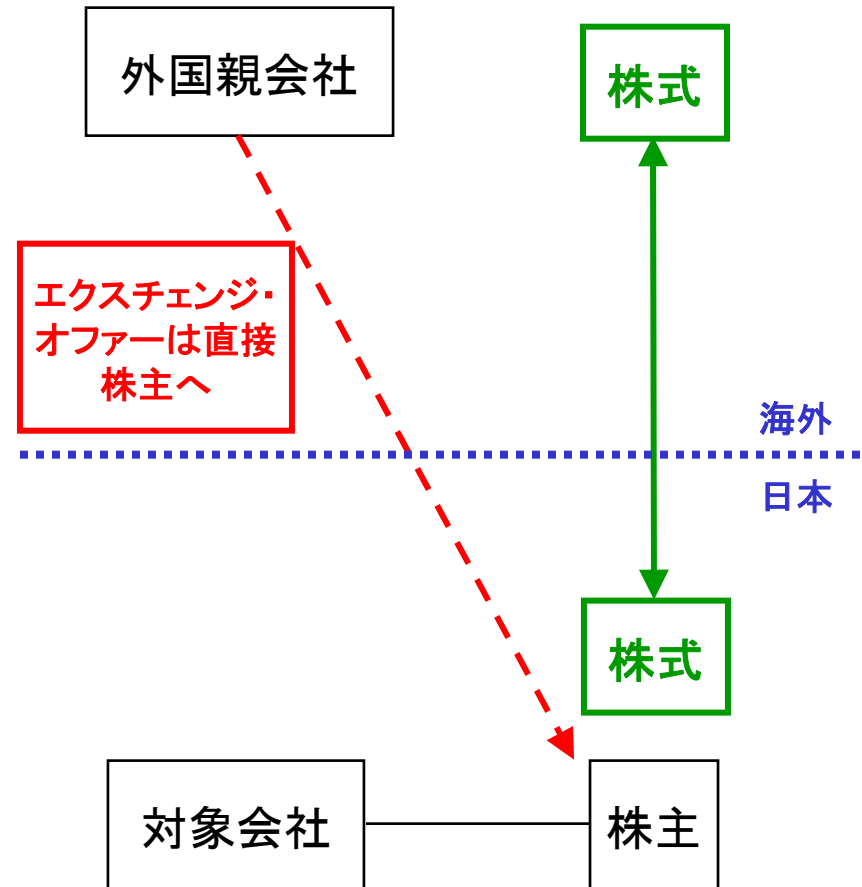 外国親会社
株式
エクスチェンジ・
オファーは直接
株主へ
海外
日本
株式
対象会社
株主